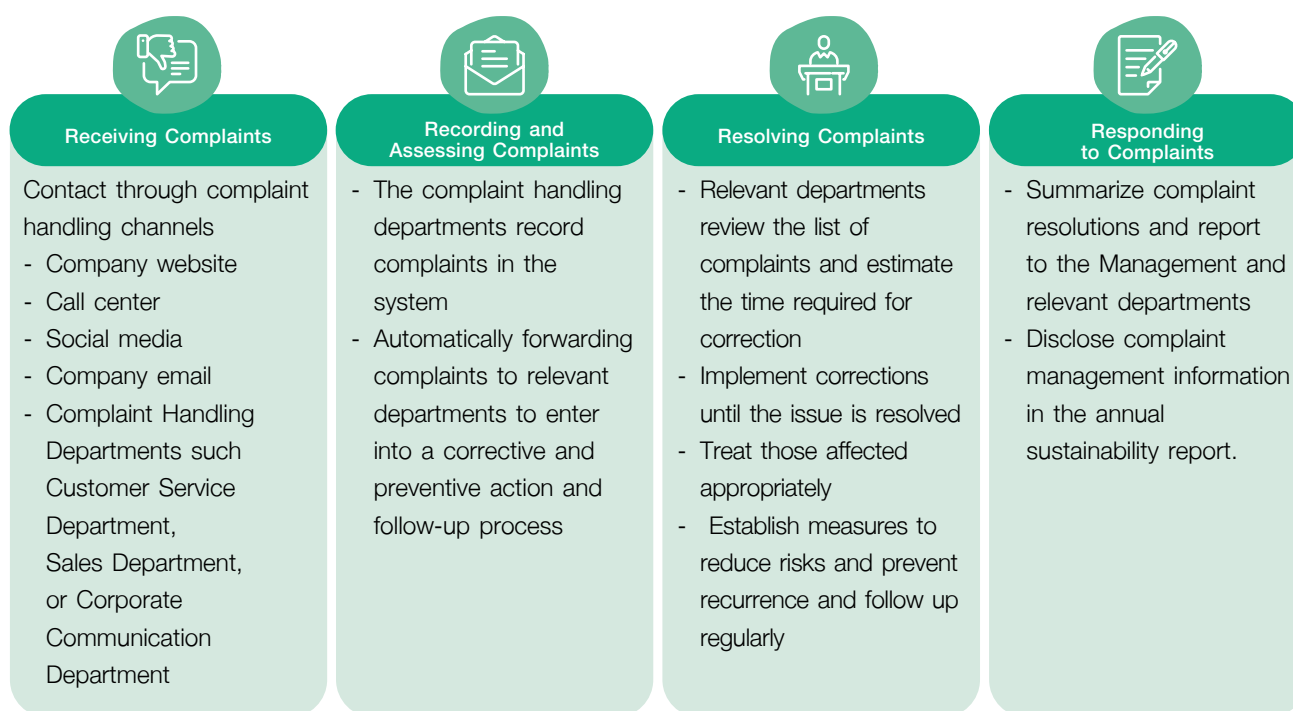 Receiving Complaints
Contact through complaint
handling channels
- Company website
- Call center
- Social media
- Company email
- Complaint Handling
Departments such
Customer Service
Department,
Sales Department,
or Corporate
Communication
Department
Recording and
Assessing Complaints
- The complaint handling
departments record
complaints in the
system
- Automatically forwarding
complaints to relevant
departments to enter
into a corrective and
preventive action and
follow-up process
Resolving Complaints
- Relevant departments
review the list of
complaints and estimate
the time required for
correction
- Implement corrections
until the issue is resolved
- Treat those affected
appropriately
- Establish measures to
reduce risks and prevent
recurrence and follow up
regularly
Responding
to Complaints
- Summarize complaint
resolutions and report
to the Management and
relevant departments
- Disclose complaint
management information
in the annual
sustainability report.